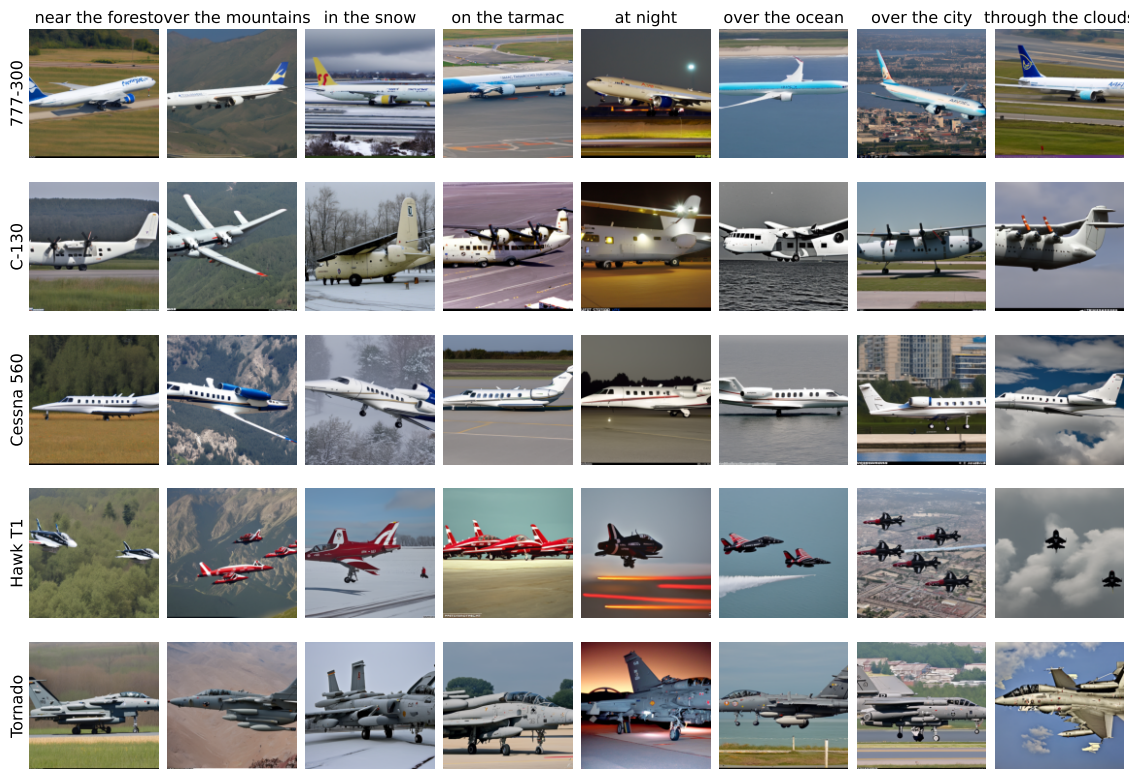 near the forest
over the mountains
in the snow
on the tarmac
at night
over the ocean
over the city
through the clouds
777-300
C-130
Cessna 560
Hawk T1
Tornado